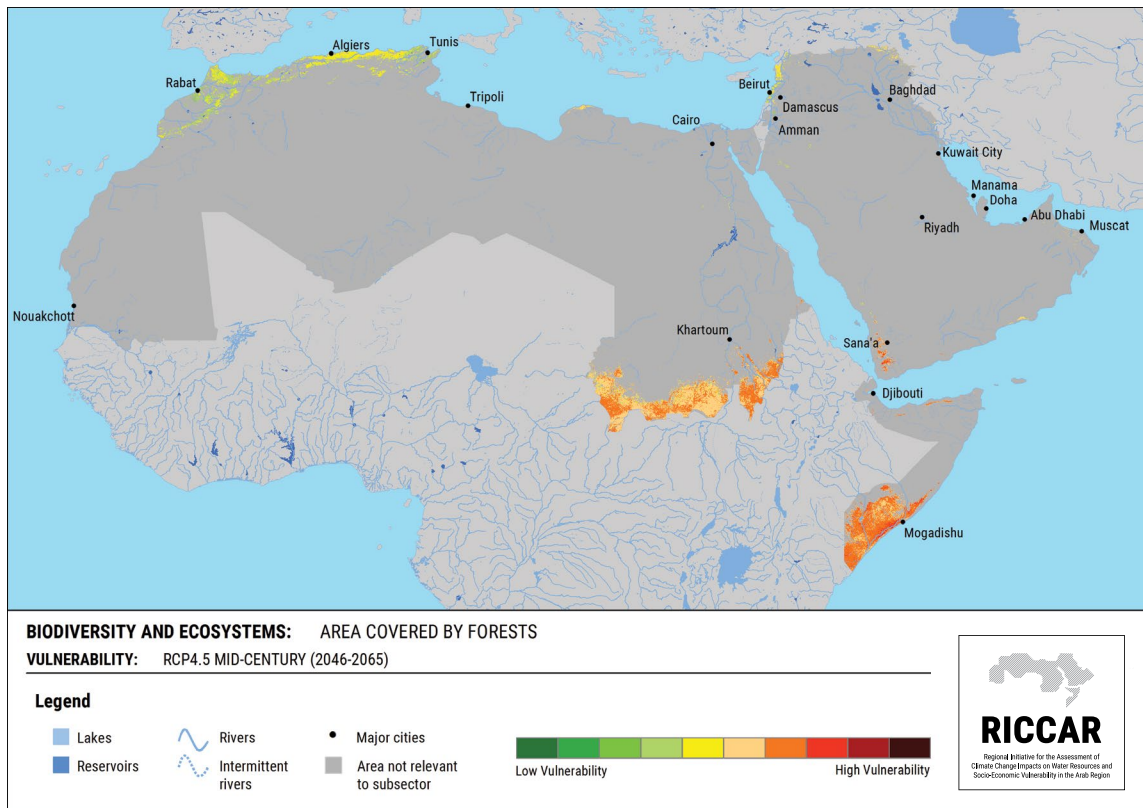 Algiers
Tunis
Rabat
Tripoli
Beirut
Damascus
Baghdad
Cairo
Amman
Kuwait City
Manama
Doha
Abu Dhabi
Riyadh
Muscat
Nouakchott
Khartoum
Sana'a
Djibouti
Mogadishu
BIODIVERSITY AND ECOSYSTEMS: AREA COVERED BY FORESTS
VULNERABILITY: RCP4.5 MID-CENTURY (2046-2065)
Legend
Lakes
Reservoirs
Rivers
Intermittent
rivers
Major cities
Area not relevant
to subsector
Low Vulnerability
High Vulnerability
RICCAR
Regional Initiative for the Assessment of
Climate Change Impacts on Water Resources and
Socio-Economic Vulnerability in the Arab Region